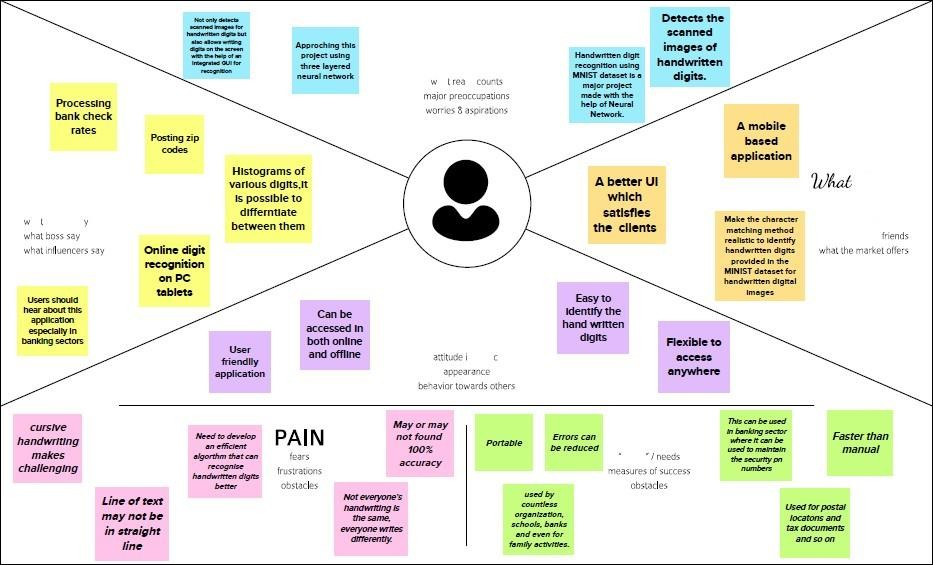 Not only detects
scanned images for
handwritten digits but
also allows writing
digits on the screen
with the help of an
integrated GUI for
recognition
Approching this
project using
three layered
neural network
counts
major preoccupations
worries & aspirations
Handwritten digit
recognition using
MNIST dataset is a
major project
made with the
help of Neural
Network.
Detects the
scanned
images of
handwritten
digits.
Processing
bank check
rates
Posting zip
codes
Histograms of
various digits,it
is possible to
differntiate
between them
what boss say
what influencers say
Online digit
recognition
on PC
tablets
Users should
hear about this
application
especially in
banking sectors
A mobile
based
application
What
A better UI
which
satisfies
the clients
Make the character
matching method
realistic to identify
handwritten digits
provided in the
MINIST dataset for
handwritten digital
images
friends
what the market offers
User
friendlly
application
Can be
accessed in
both online
and offline
attitude
appearance
behavior towards others
Easy to
identify the
hand written
digits
Flexible to
access
anywhere
cursive
handwriting
makes
challenging
Line of text
may not be
in straight
line
Need to develop
an efficient
algorthm that can
recognise
handwritten digits
better
PAIN
fears
frustrations
obstacles
May or may
not found
100%
accuracy
Not everyone's
handwriting is
the same,
everyone writes
differently.
Portable
Errors can
be reduced
used by
countless
organization,
schools, banks
and even for
family activities.
/ needs
measures of success
obstacles
This can be used
in banking sector
where it can be
used to maintain
the security pn
numbers
Faster than
manual
Used for postal
locatons and
tax documents
and so on